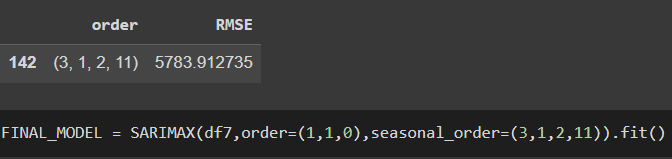 order RMSE
142 (3, 1, 2, 11) 5783.912735
FINAL_MODEL = SARIMAX(df7,order=(1,1,0),seasonal_order=(3,1,2,11)).fit()